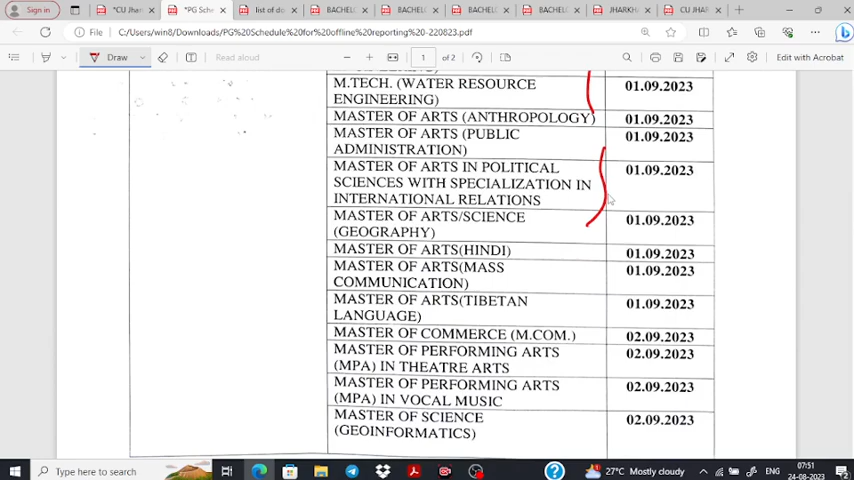 Sign in
*CU Jhar
*PG Sche
list of do
BACHELO
BACHEL
BACHEL
BACHEL
JHARKHA
CU JHAR
C:/Users/win8/Downloads/PG%20Schedule%20for%20offline%20reporting%20-220823.pdf
Draw
Read aloud
1 of 2
Edit with Acrobat
M.TECH. (WATER RESOURCE
ENGINEERING)
01.09.2023
MASTER OF ARTS (ANTHROPOLOGY)
01.09.2023
MASTER OF ARTS (PUBLIC
ADMINISTRATION)
01.09.2023
MASTER OF ARTS IN POLITICAL
SCIENCES WITH SPECIALIZATION IN
INTERNATIONAL RELATIONS
01.09.2023
MASTER OF ARTS/SCIENCE
(GEOGRAPHY)
01.09.2023
MASTER OF ARTS(HINDI)
01.09.2023
MASTER OF ARTS(MASS
COMMUNICATION)
01.09.2023
MASTER OF ARTS(TIBETAN
LANGUAGE)
01.09.2023
MASTER OF COMMERCE (M.COM.)
02.09.2023
MASTER OF PERFORMING ARTS
(MPA) IN THEATRE ARTS
02.09.2023
MASTER OF PERFORMING ARTS
(MPA) IN VOCAL MUSIC
02.09.2023
MASTER OF SCIENCE
(GEOINFORMATICS)
02.09.2023
Type here to search
27°C Mostly cloudy
ENG
07:51
24-08-2023